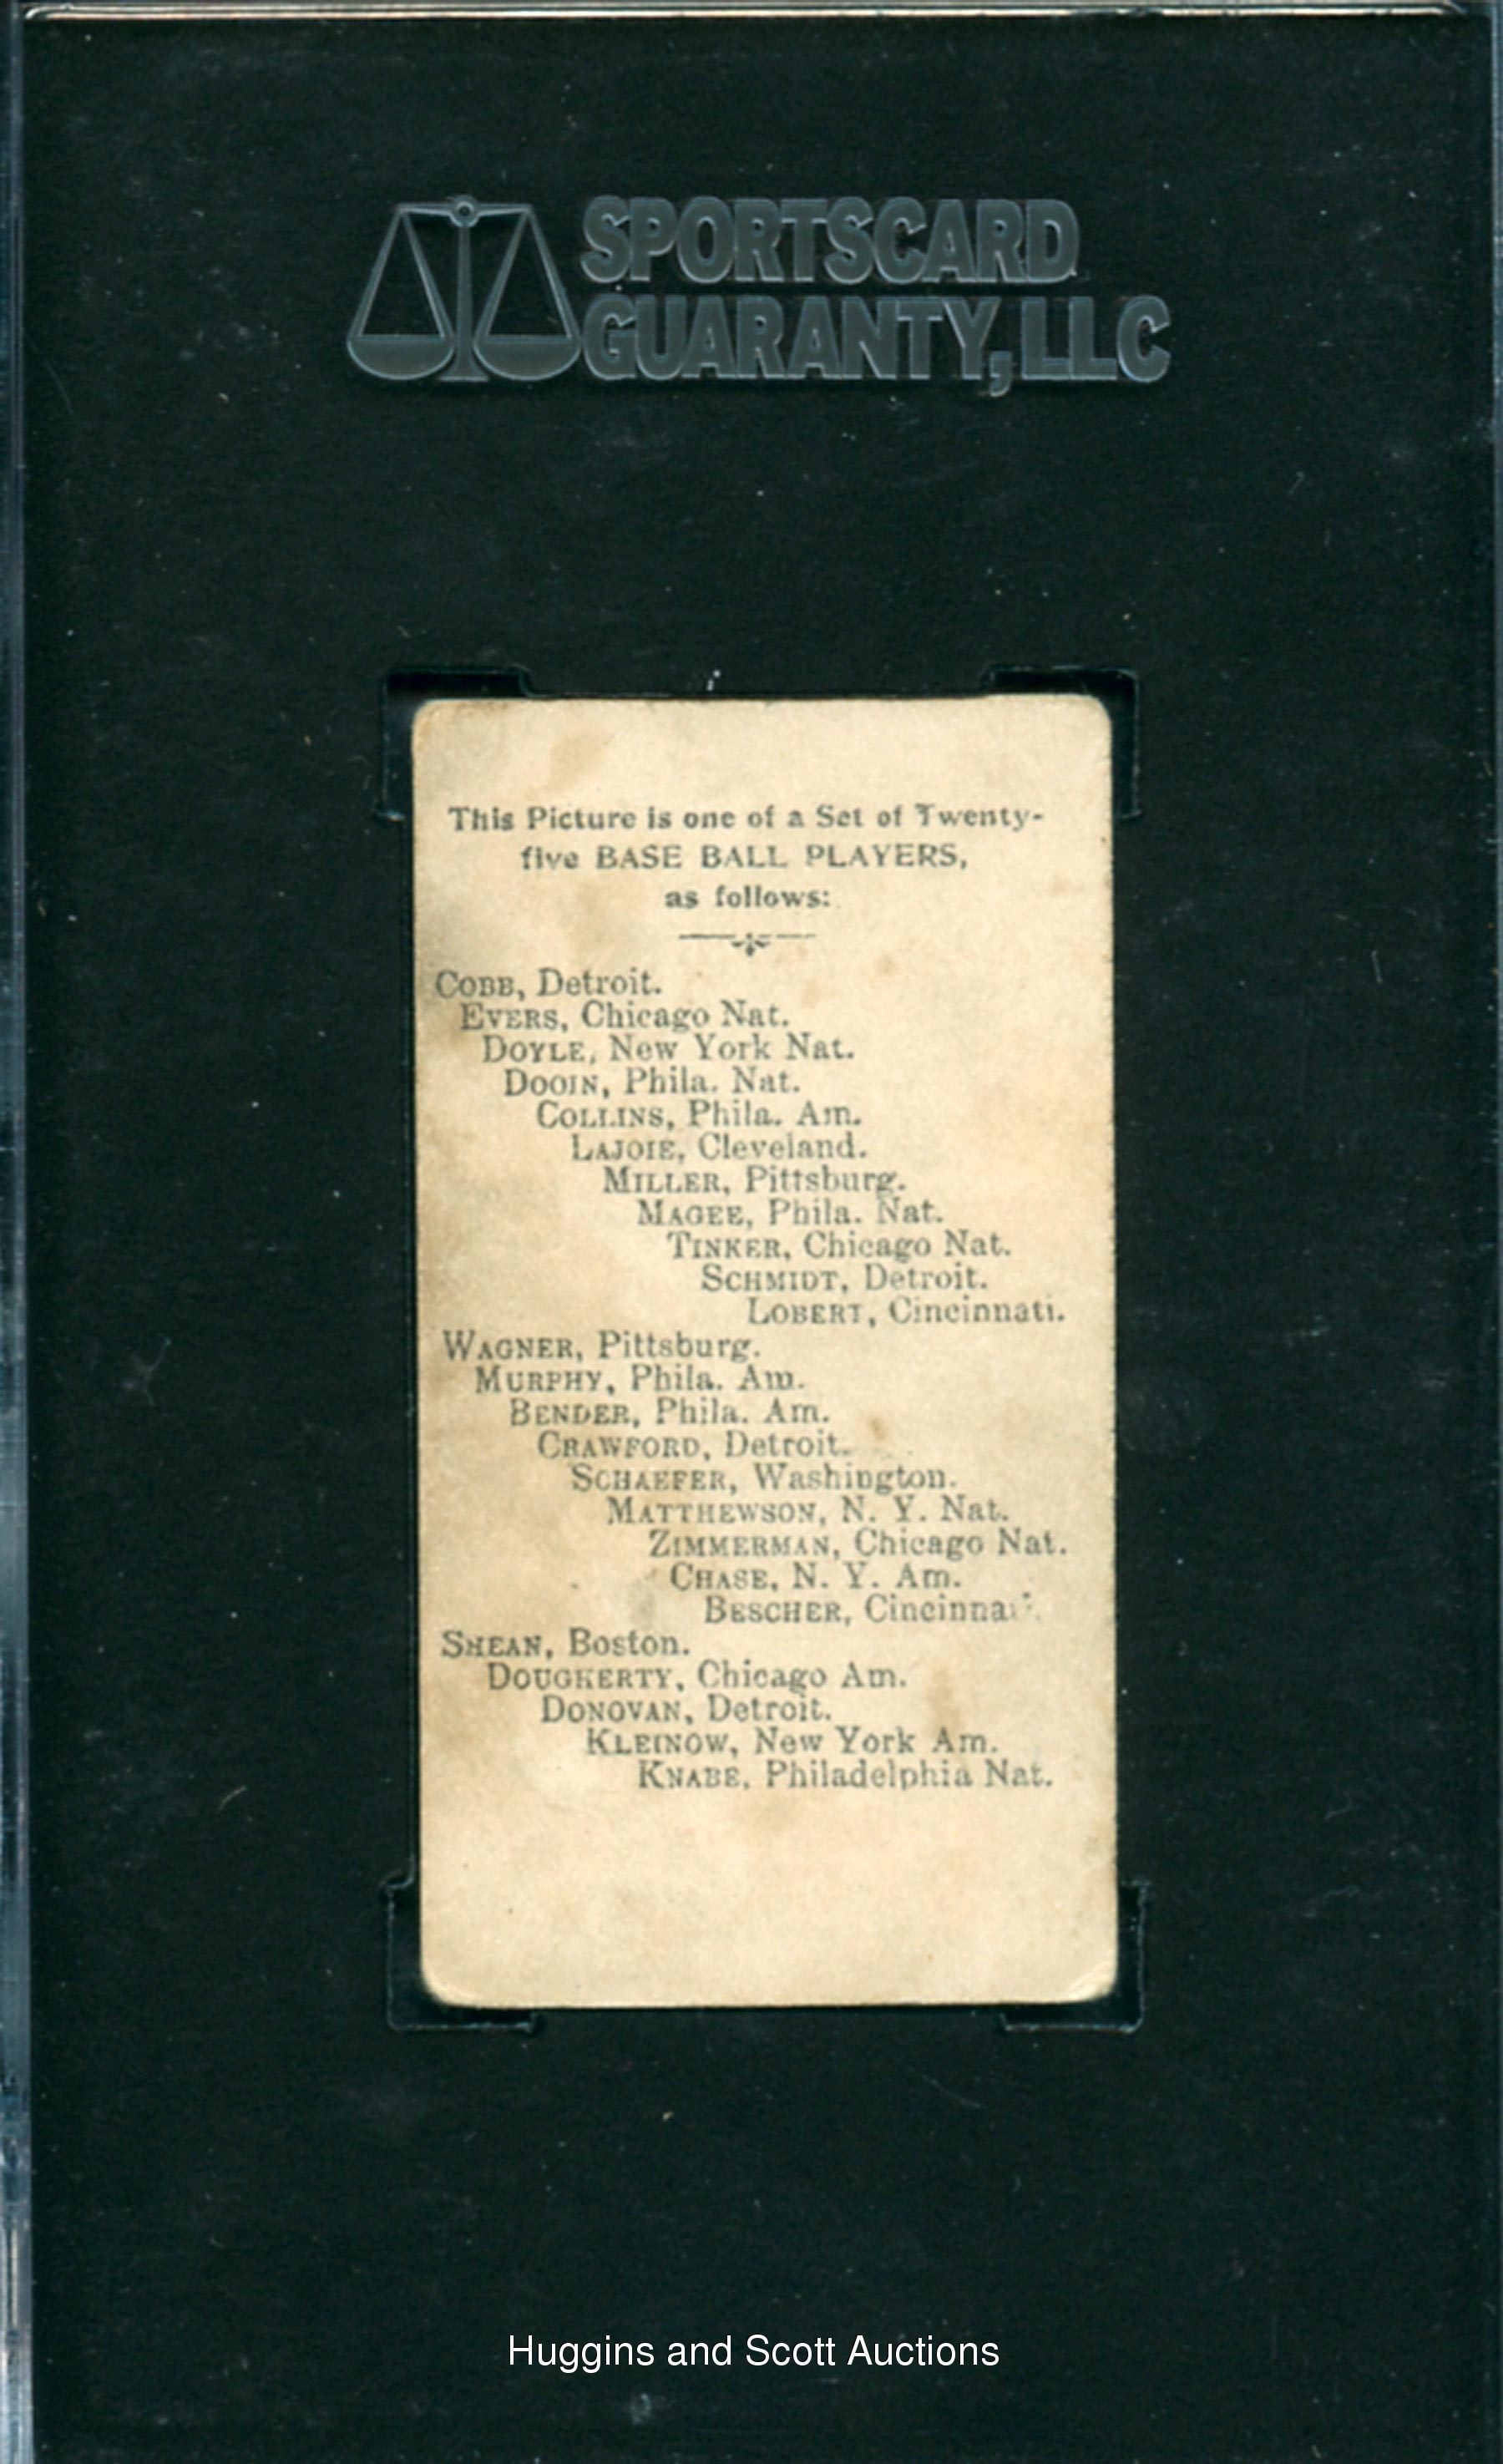 SPORTSCARD
GUARANTY, LLC
This Picture is one of a Set of Twenty-
five BASE BALL PLAYERS,
as follows:
COBB, Detroit.
EVERS, Chicago Nat.
DOYLE, New York Nat.
DOOIN, Phila. Nat.
COLLINS, Phila. Am.
LAJOIE, Cleveland.
MILLER, Pittsburg.
MAGEE, Phila. Nat.
TINKER, Chicago Nat.
SCHMIDT, Detroit.
LOBERT, Cincinnati.
WAGNER, Pittsburg.
MURPHY, Phila. Am.
BENDER, Phila. Am.
CRAWFORD, Detroit.
SCHAEFER, Washington.
MATTHEWSON, N. Y. Nat.
ZIMMERMAN, Chicago Nat.
CHASE, N. Y. Am.
BESCHER, Cincinnati.
SHEAN, Boston.
DOUGHERTY, Chicago Am.
DONOVAN, Detroit.
KLEINOW, New York Am.
KNABE, Philadelphia Nat.
Huggins and Scott Auctions